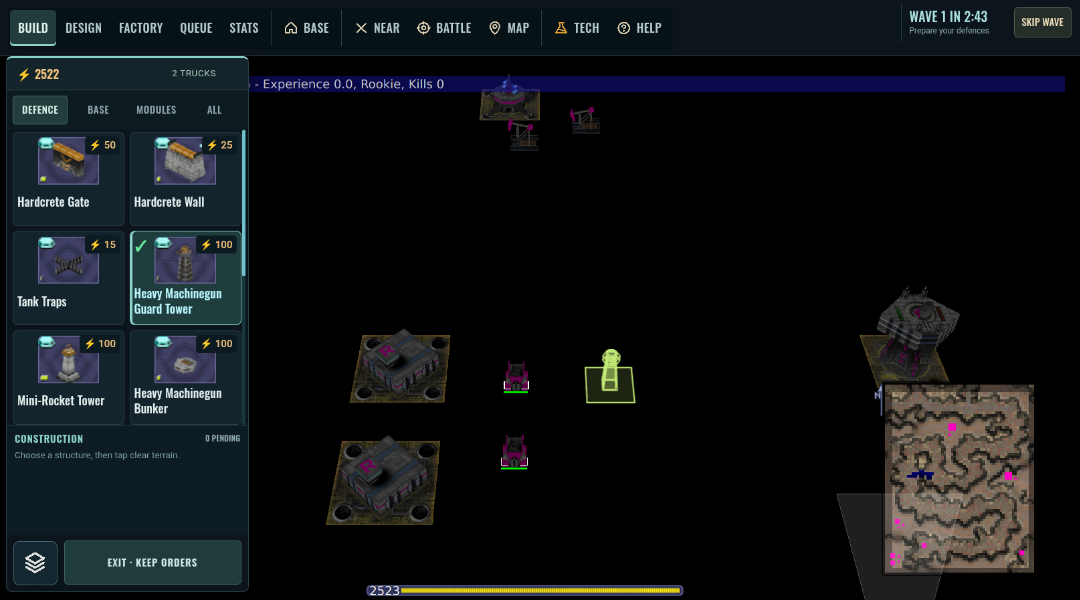 BUILD DESIGN FACTORY QUEUE STATS BASE NEAR BATTLE MAP TECH HELP
WAVE 1 IN 2:43
Prepare your defences
SKIP WAVE
2522
2 TRUCKS
- Experience 0.0, Rookie, Kills 0
DEFENCE BASE MODULES ALL
50
Hardcrete Gate
25
Hardcrete Wall
15
Tank Traps
100
Heavy Machinegun
Guard Tower
100
Mini-Rocket Tower
100
Heavy Machinegun
Bunker
CONSTRUCTION
0 PENDING
Choose a structure, then tap clear terrain.
EXIT - KEEP ORDERS
2523
N
R
R